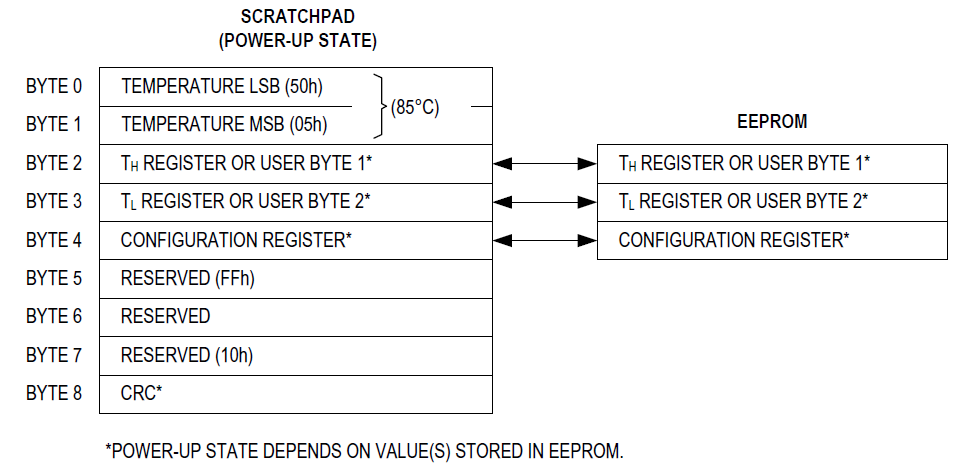 SCRATCHPAD
(POWER-UP STATE)
BYTE 0 TEMPERATURE LSB (50h)
(85°C)
BYTE 1 TEMPERATURE MSB (05h)
EEPROM
BYTE 2 TH REGISTER OR USER BYTE 1* TH REGISTER OR USER BYTE 1*
BYTE 3 TL REGISTER OR USER BYTE 2* TL REGISTER OR USER BYTE 2*
BYTE 4 CONFIGURATION REGISTER* CONFIGURATION REGISTER*
BYTE 5 RESERVED (FFh)
BYTE 6 RESERVED
BYTE 7 RESERVED (10h)
BYTE 8 CRC*
*POWER-UP STATE DEPENDS ON VALUE(S) STORED IN EEPROM.